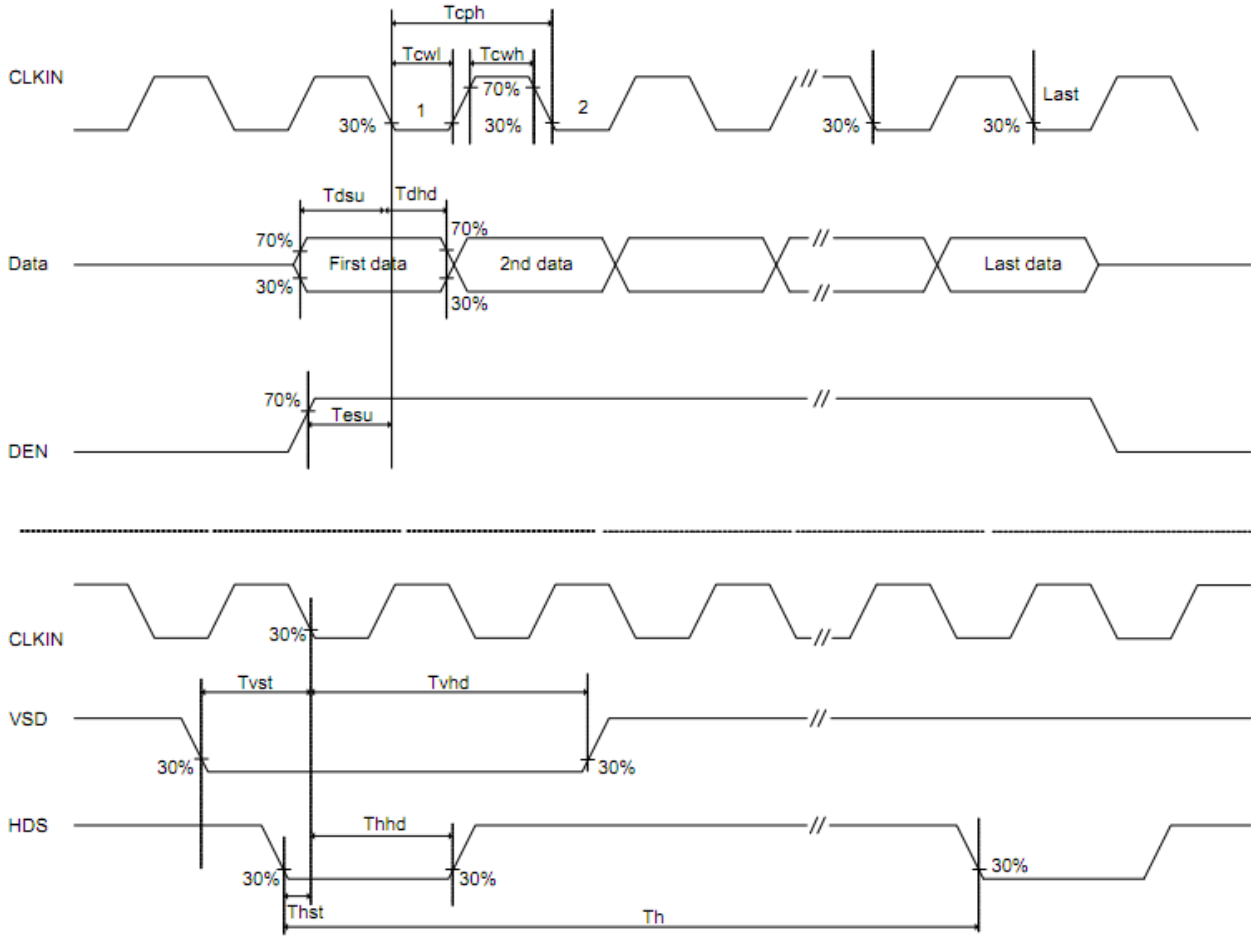 Tcph
Tcwl Tcwh
CLKIN
70%
1 2 Last
30% 30% 30% 30%
Tdsu Tdhd
70% 70%
Data First data 2nd data // Last data
30% 30%
70%
Tesu
DEN
CLKIN
30%
Tvst Tvhd
VSD
30% 30%
HDS
Thhd
30% 30% 30%
Thst
Th